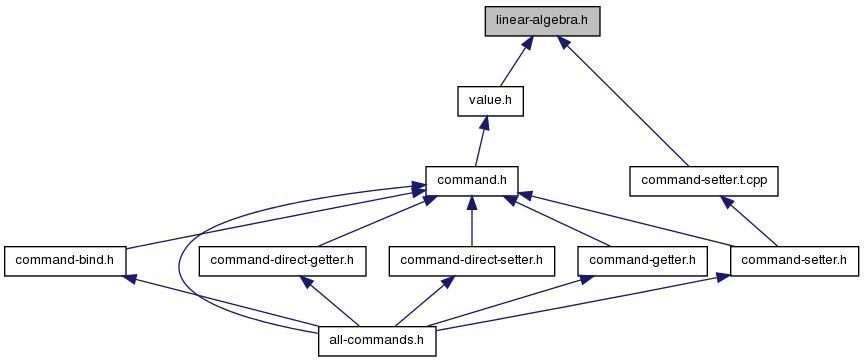 linear-algebra.h
value.h
command.h
command-setter.t.cpp
command-bind.h
command-direct-getter.h
command-direct-setter.h
command-getter.h
command-setter.h
all-commands.h